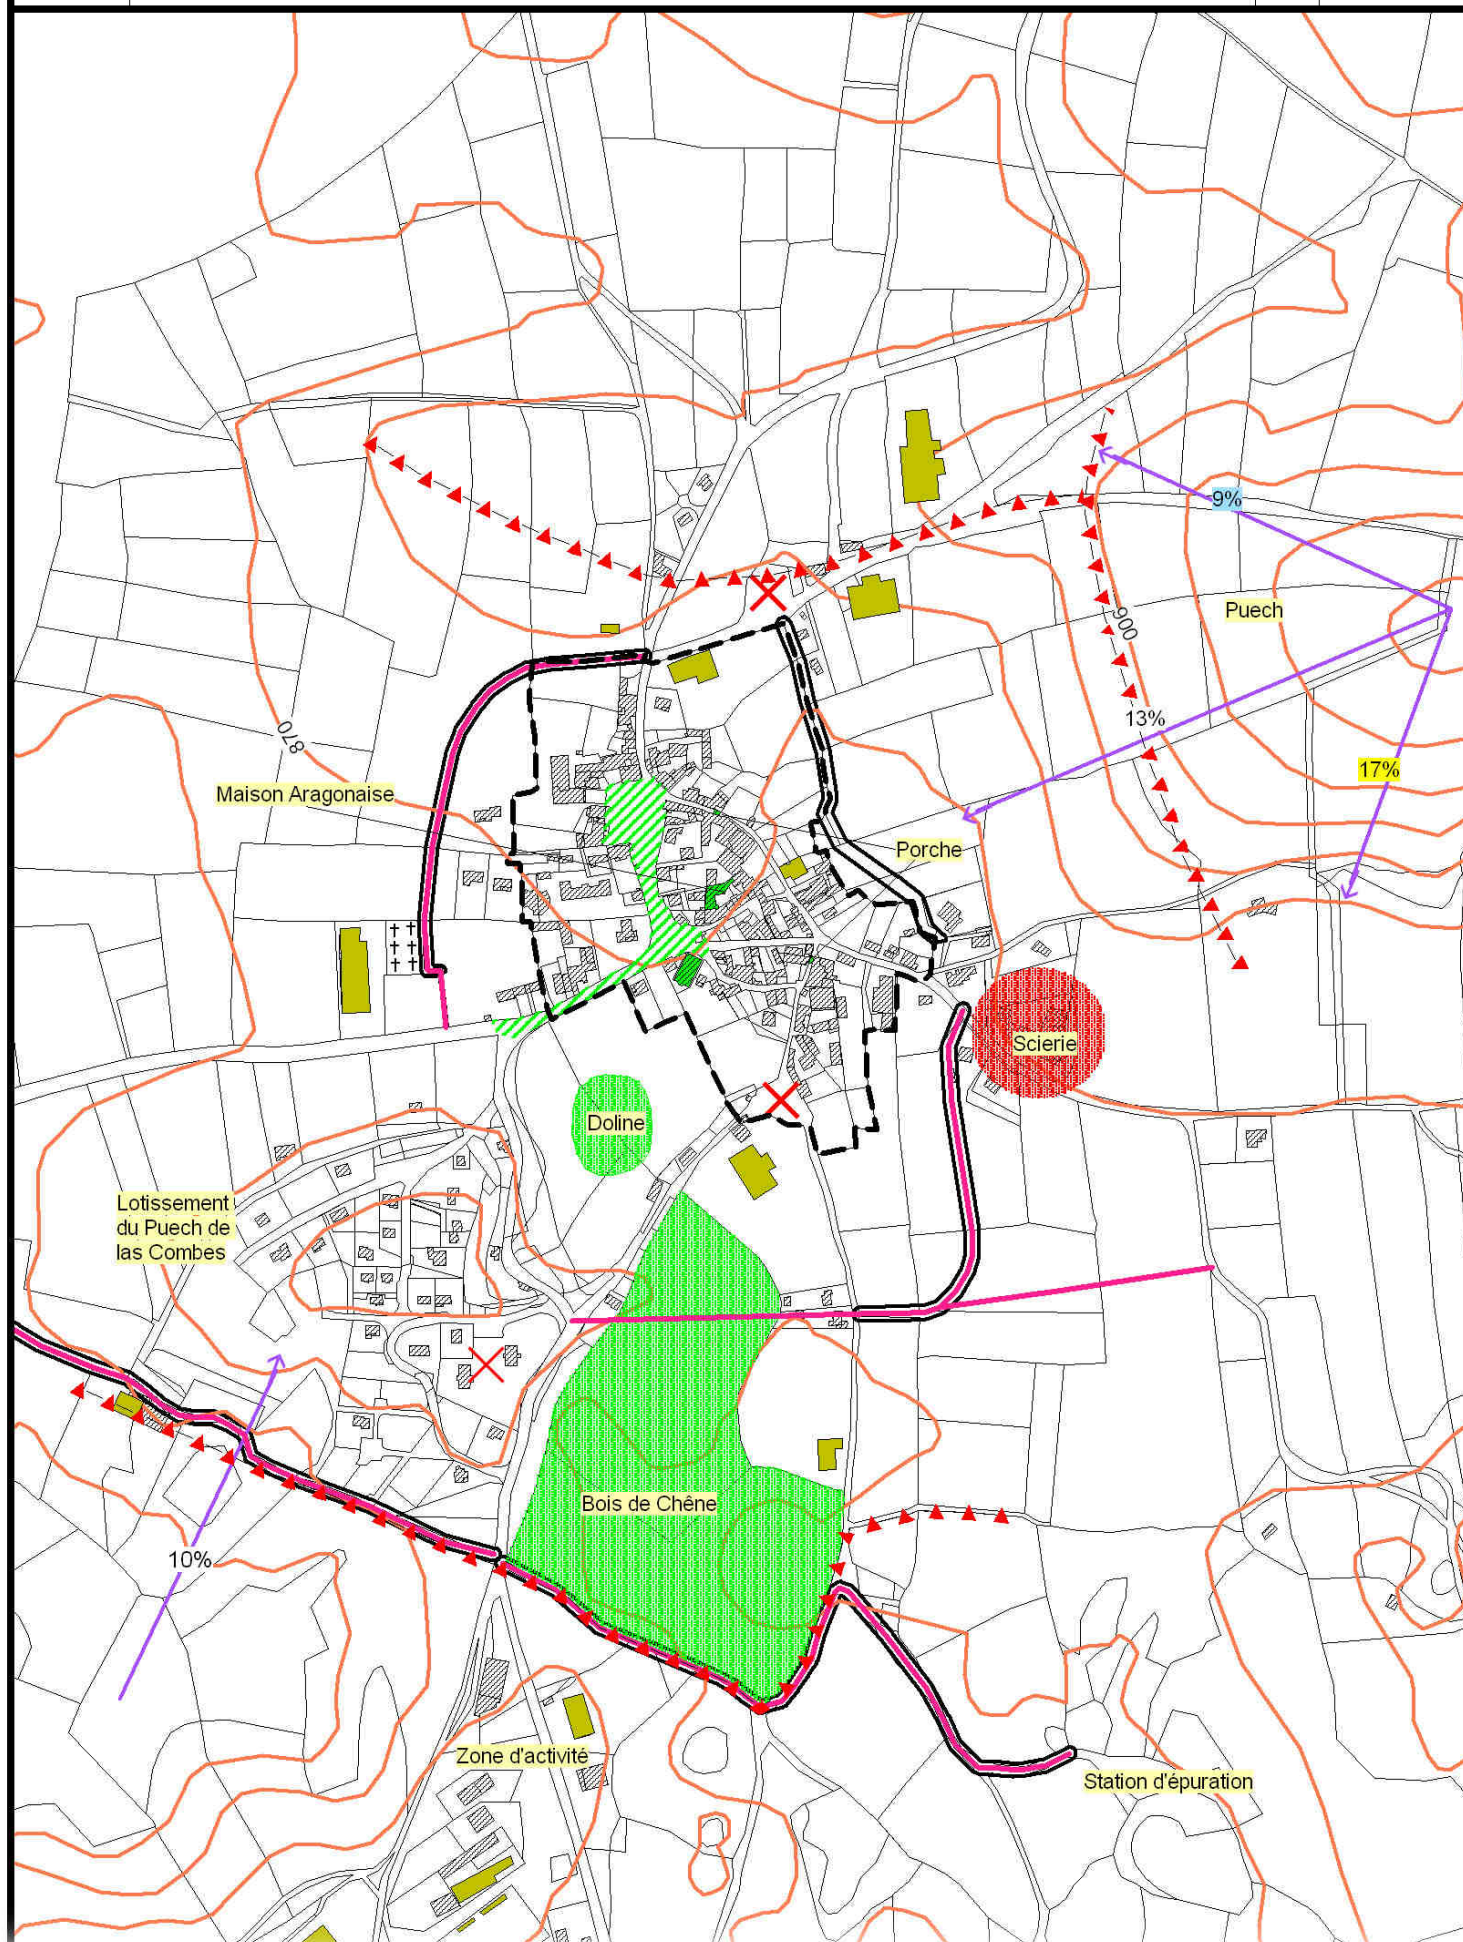 9%
Puech
900
13%
870
17%
Maison Aragonaise
Porche
Scierie
Doline
Lotissement
du Puech de
las Combes
Bois de Chêne
10%
Zone d'activité
Station d'épuration